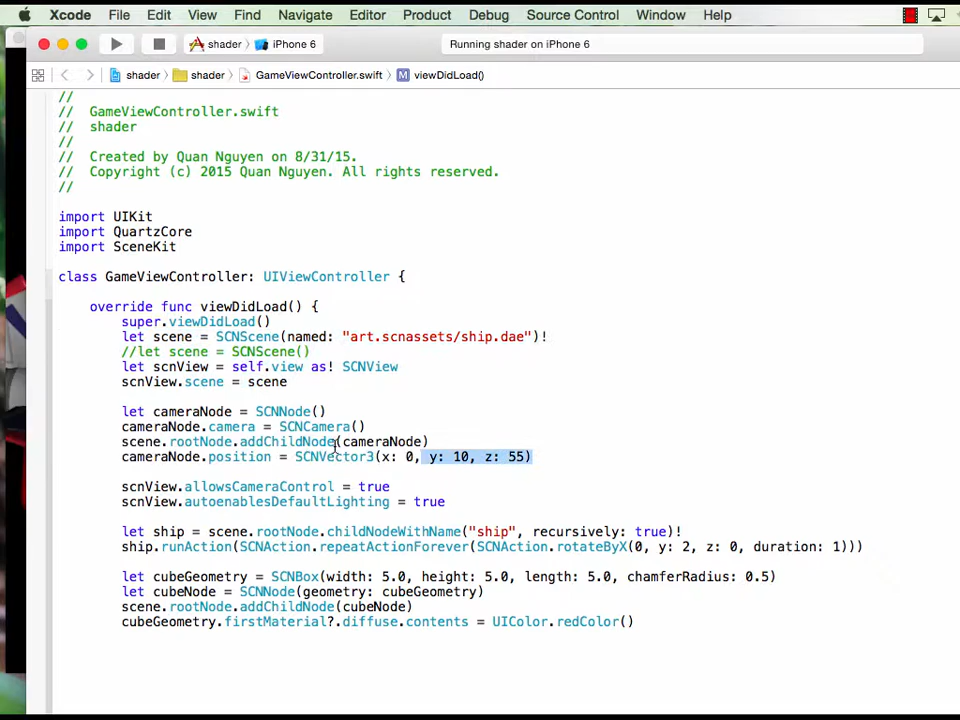 Xcode File Edit View Find Navigate Editor Product Debug Source Control Window Help
shader iPhone 6 Running shader on iPhone 6
shader shader GameViewController.swift M viewDidLoad()
//
// GameViewController.swift
// shader
//
// Created by Quan Nguyen on 8/31/15.
// Copyright (c) 2015 Quan Nguyen. All rights reserved.
//
import UIKit
import QuartzCore
import SceneKit
class GameViewController: UIViewController {
override func viewDidLoad() {
super.viewDidLoad()
let scene = SCNScene(named: "art.scnassets/ship.dae")!
//let scene = SCNScene()
let scnView = self.view as! SCNView
scnView.scene = scene
let cameraNode = SCNNode()
cameraNode.camera = SCNCamera()
scene.rootNode.addChildNode(cameraNode)
cameraNode.position = SCNVector3(x: 0, y: 10, z: 55)
scnView.allowsCameraControl = true
scnView.autoenablesDefaultLighting = true
let ship = scene.rootNode.childNodeWithName("ship", recursively: true)!
ship.runAction(SCNAction.repeatActionForever(SCNAction.rotateByX(0, y: 2, z: 0, duration: 1)))
let cubeGeometry = SCNBox(width: 5.0, height: 5.0, length: 5.0, chamferRadius: 0.5)
let cubeNode = SCNNode(geometry: cubeGeometry)
scene.rootNode.addChildNode(cubeNode)
cubeGeometry.firstMaterial?.diffuse.contents = UIColor.redColor()